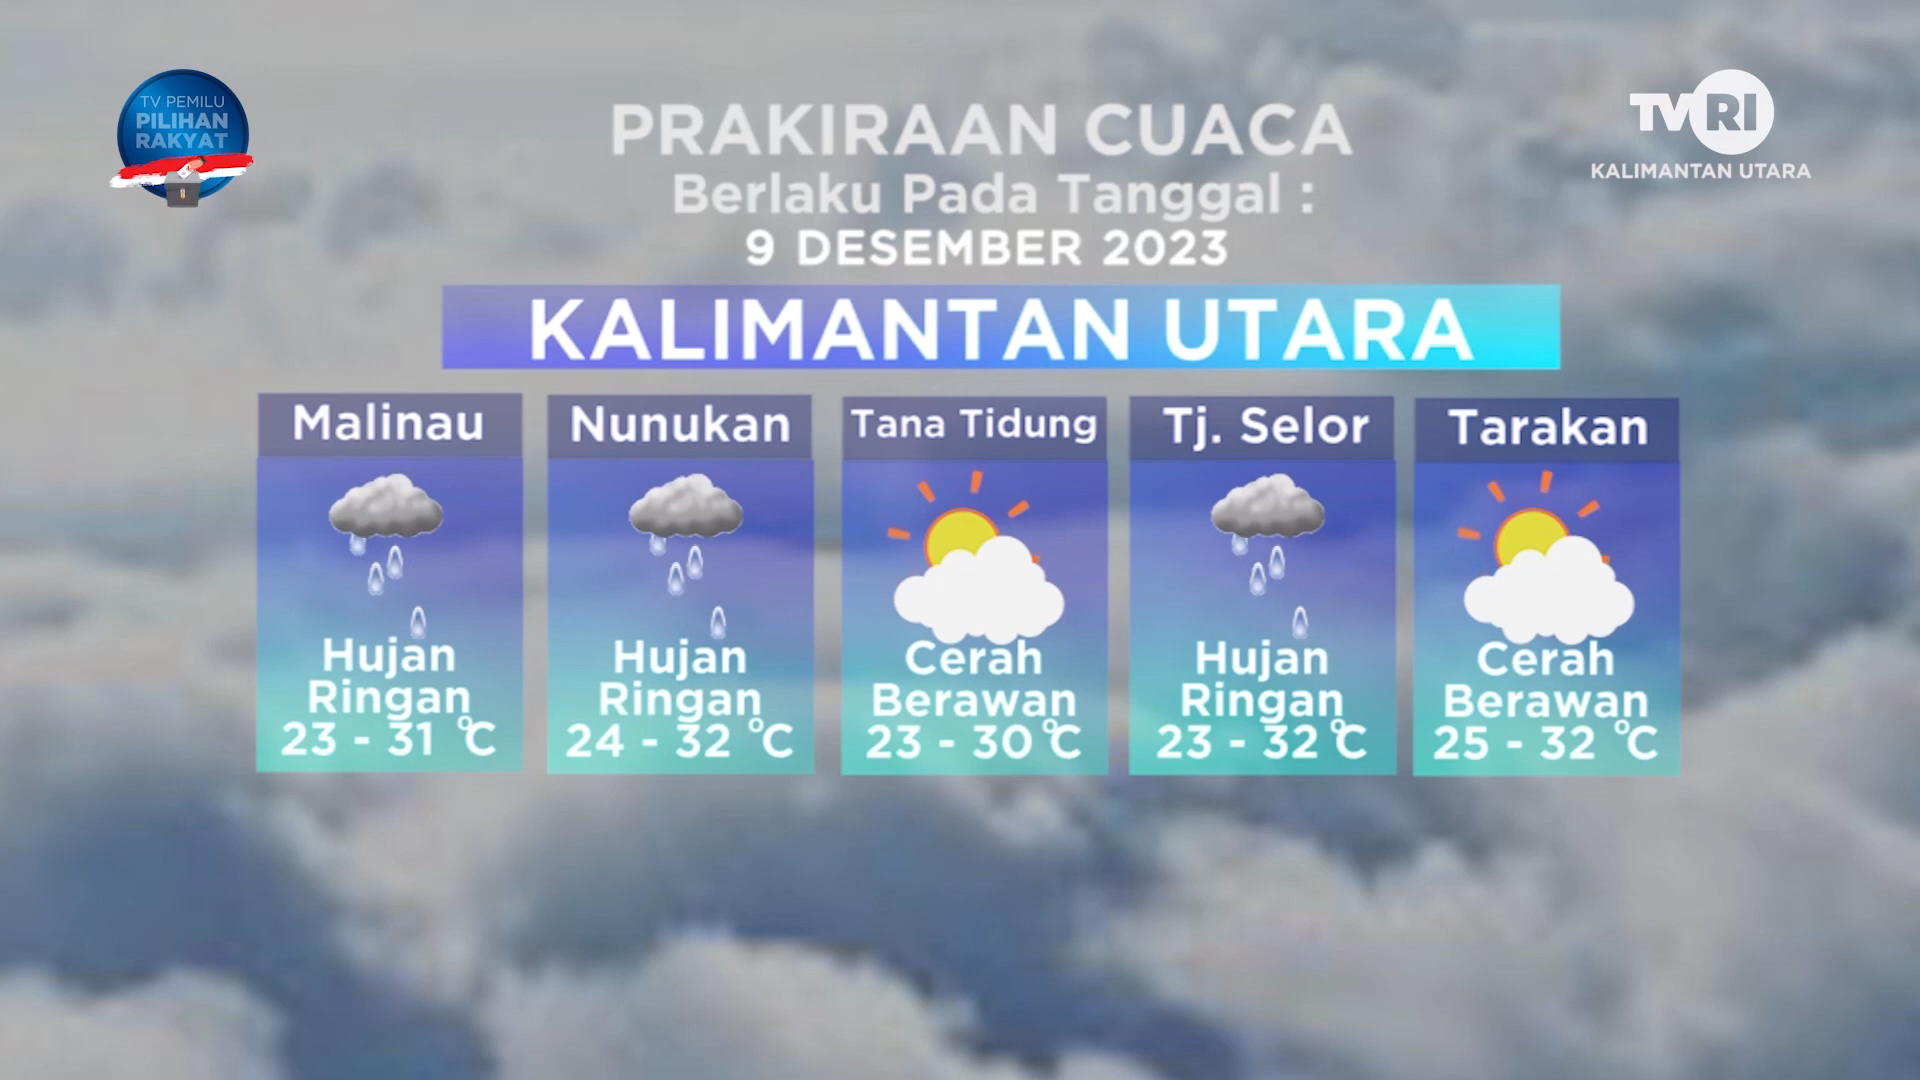 TV PEMILU
PILIHAN
RAKYAT
TVRI
KALIMANTAN UTARA
PRAKIRAAN CUACA
Berlaku Pada Tanggal :
9 DESEMBER 2023
KALIMANTAN UTARA
Malinau
Hujan
Ringan
23 - 31 °C
Nunukan
Hujan
Ringan
24 - 32 °C
Tana Tidung
Cerah
Berawan
23 - 30 °C
Tj. Selor
Hujan
Ringan
23 - 32 °C
Tarakan
Cerah
Berawan
25 - 32 °C